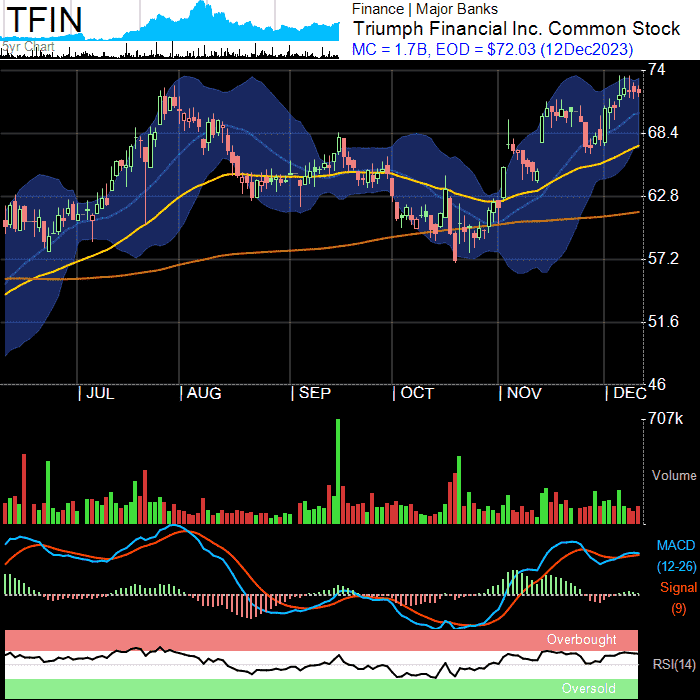 TFIN
5yr Chart
Finance | Major Banks
Triumph Financial Inc. Common Stock
MC = 1.7B, EOD = $72.03 (12Dec2023)
74
68.4
62.8
57.2
51.6
46
| JUL | AUG | SEP | OCT | NOV | DEC
707k
Volume
MACD
(12-26)
Signal
(9)
Overbought
RSI(14)
Oversold